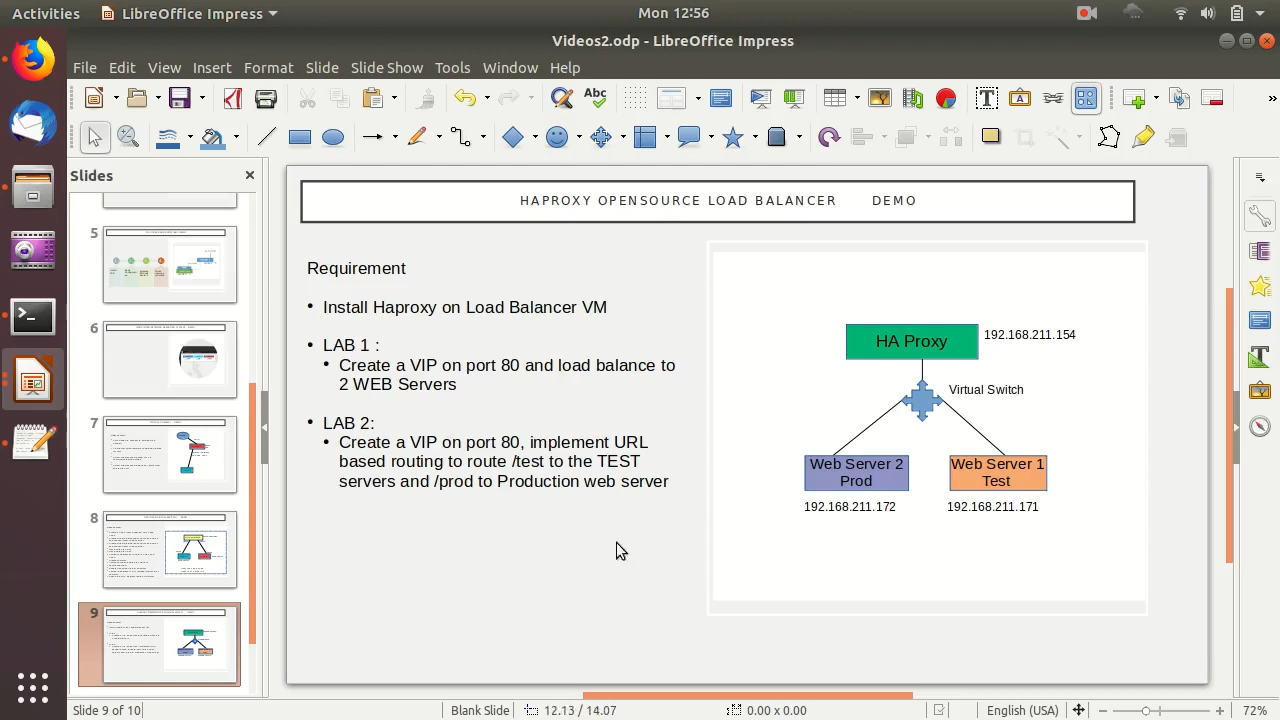 Activities
LibreOffice Impress
Mon 12:56
Videos2.odp - LibreOffice Impress
File Edit View Insert Format Slide Slide Show Tools Window Help
Abc
Slides
5
6
7
8
9
HAPROXY OPENSOURCE LOAD BALANCER DEMO
Requirement
• Install Haproxy on Load Balancer VM
• LAB 1 :
• Create a VIP on port 80 and load balance to
2 WEB Servers
• LAB 2:
• Create a VIP on port 80, implement URL
based routing to route /test to the TEST
servers and /prod to Production web server
HA Proxy
192.168.211.154
Virtual Switch
Web Server 2
Prod
Web Server 1
Test
192.168.211.172
192.168.211.171
Slide 9 of 10
Blank Slide
12.13 / 14.07
0.00 x 0.00
English (USA)
72%